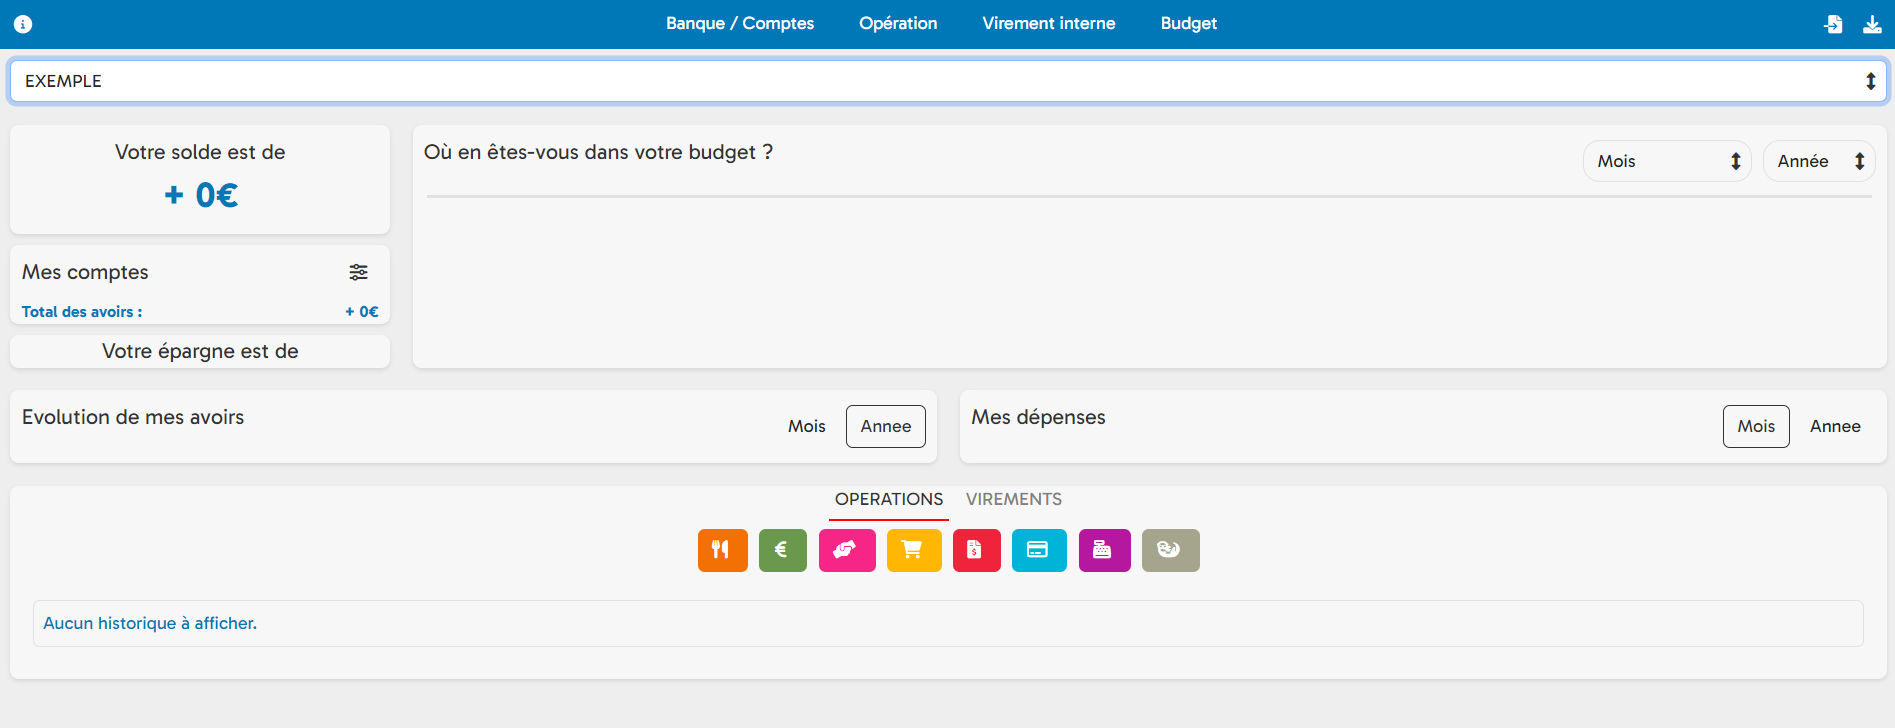 Banque / Comptes Opération Virement interne Budget
EXEMPLE
Votre solde est de
+ 0€
Où en êtes-vous dans votre budget ?
Mois Année
Mes comptes
Total des avoirs : + 0€
Votre épargne est de
Evolution de mes avoirs
Mois Annee
Mes dépenses
Mois Annee
OPERATIONS VIREMENTS
€
Aucun historique à afficher.